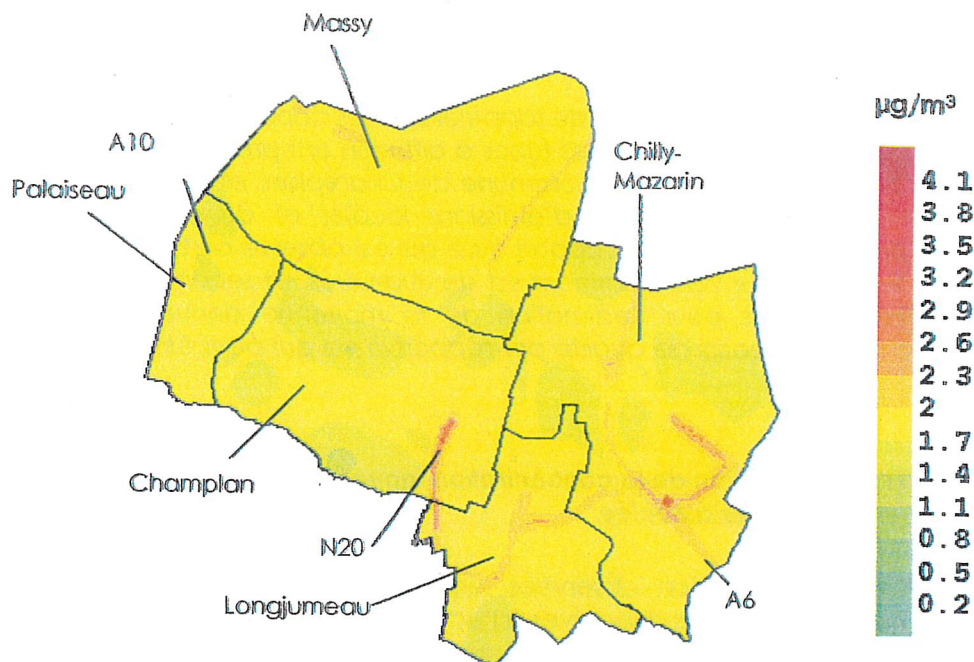 Massy
A10
Palaiseau
Chilly-
Mazarin
Champlan
N20
Longjumeau
A6
µg/m³
4.1
3.8
3.5
3.2
2.9
2.6
2.3
2
1.7
1.4
1.1
0.8
0.5
0.2